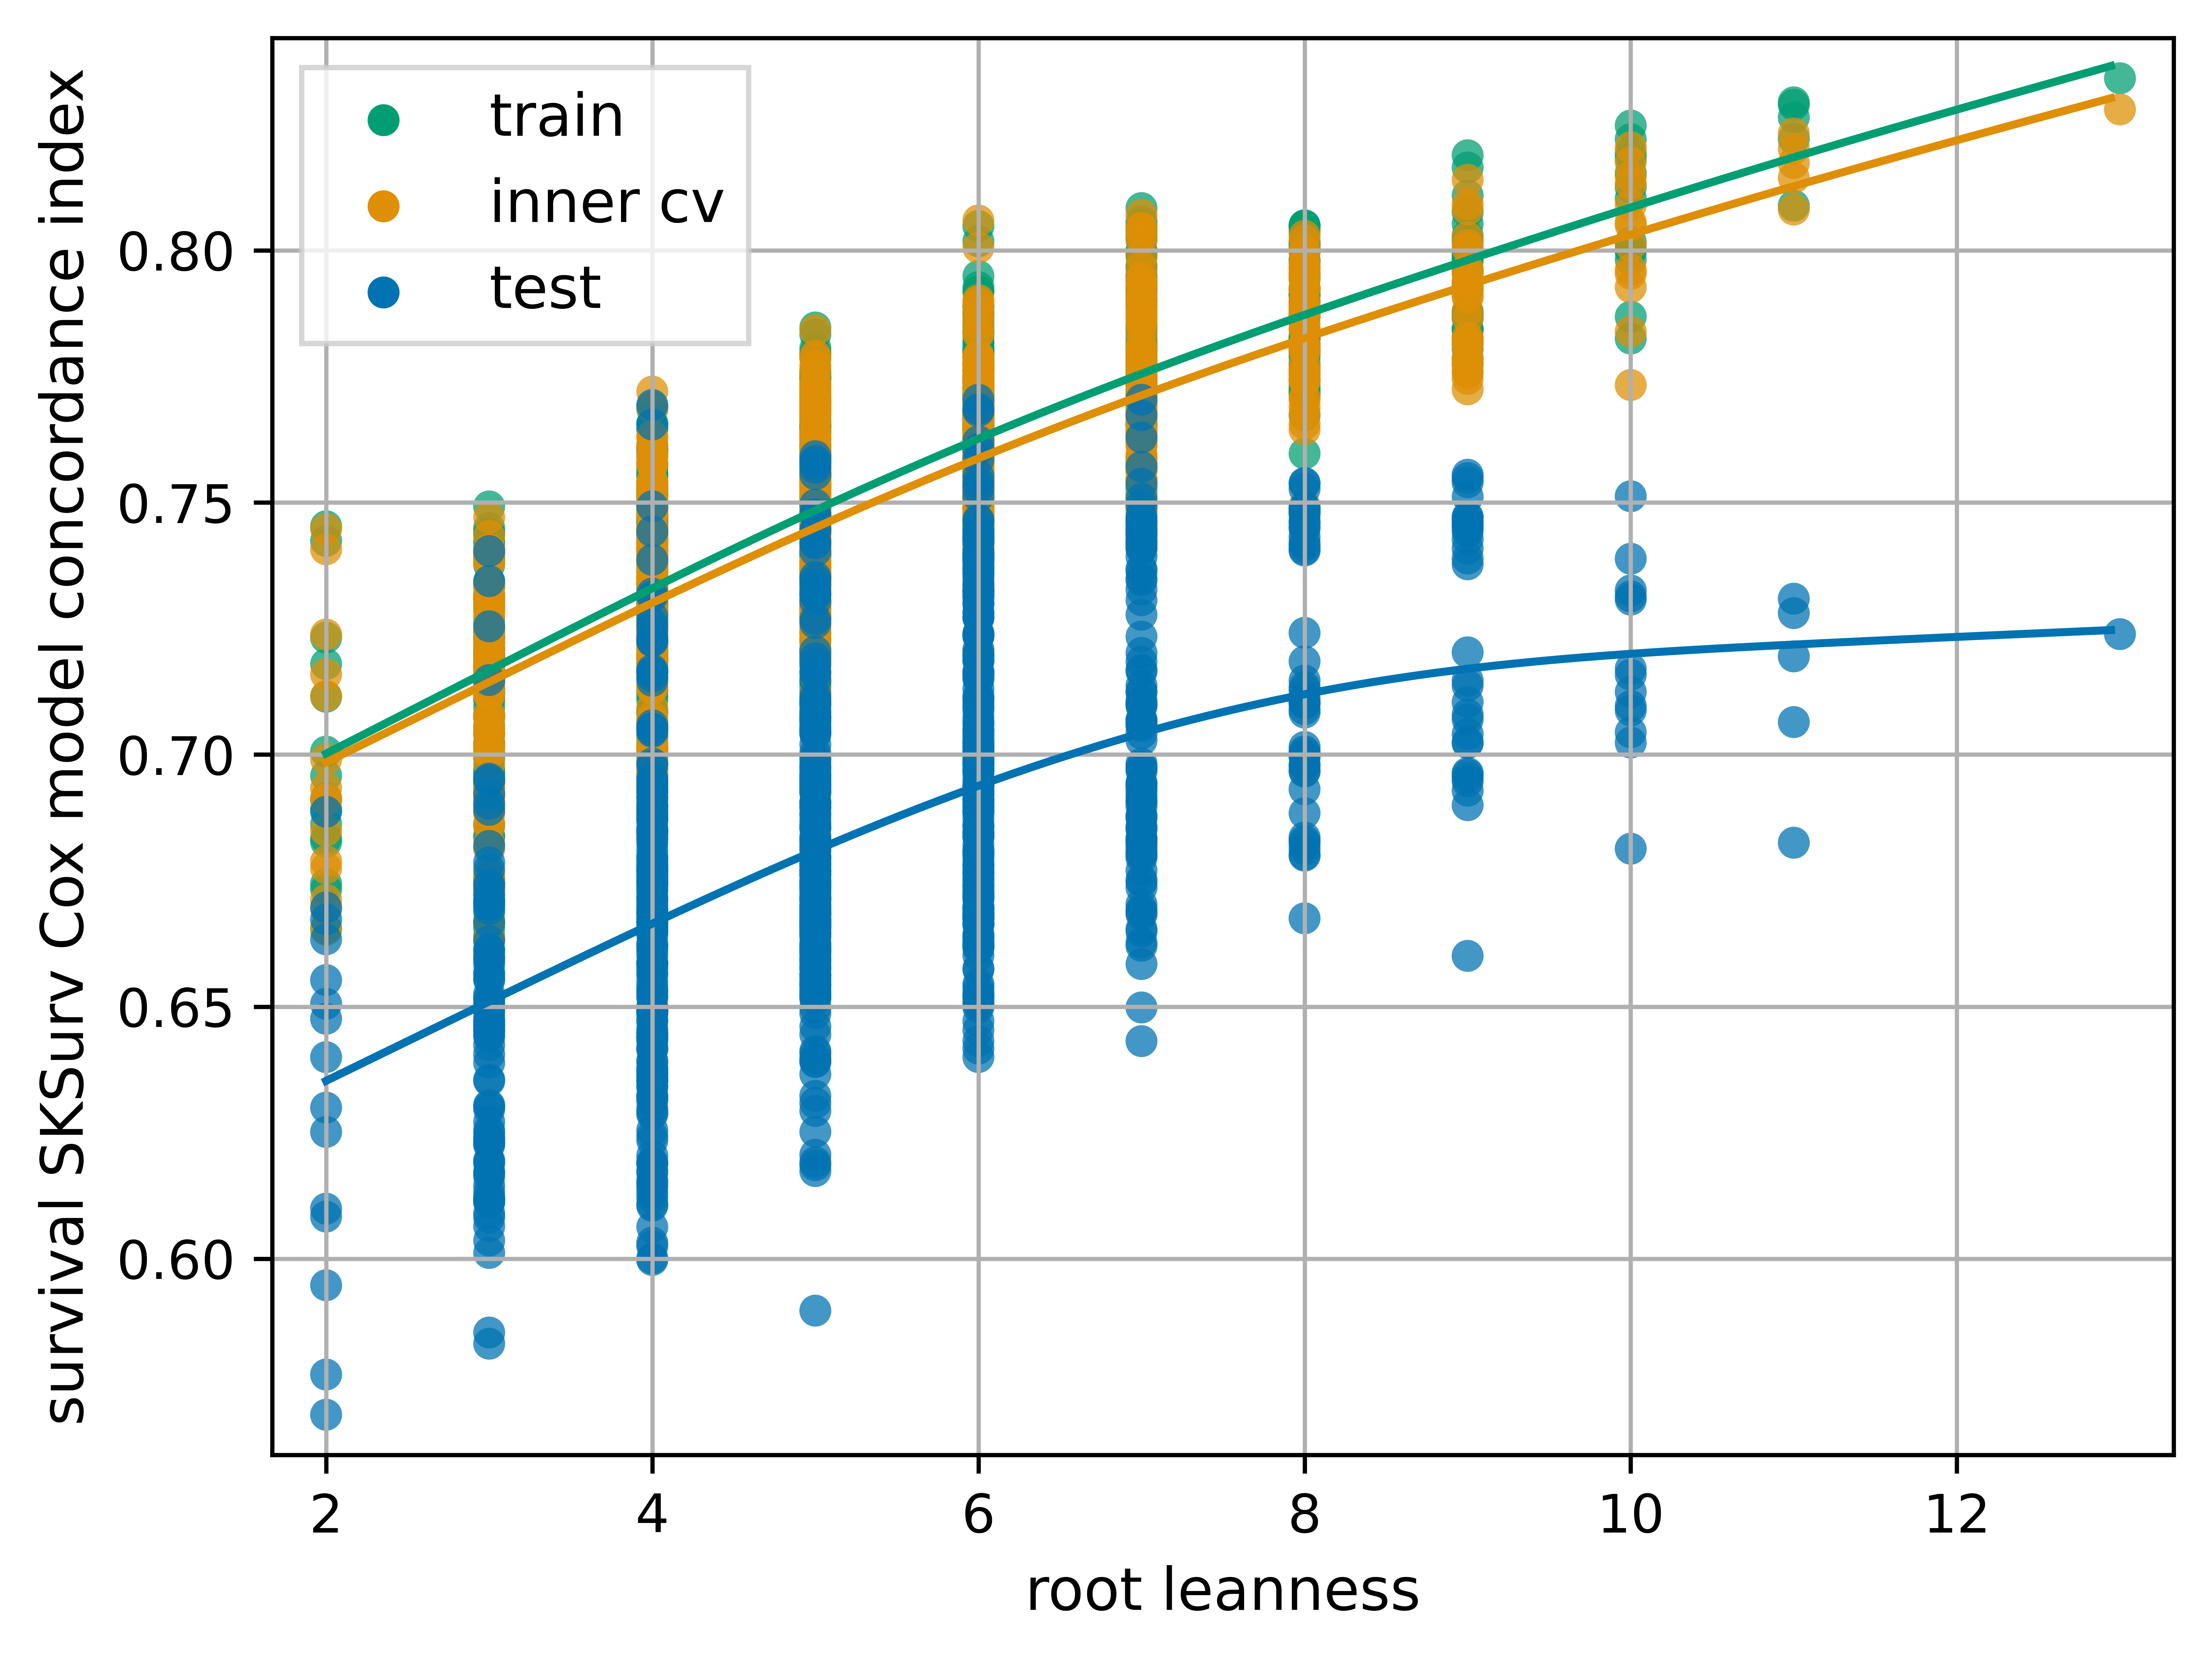 survival SKSurv Cox model concordance index
train
inner cv
test
0.80
0.75
0.70
0.65
0.60
2 4 6 8 10 12
root leanness